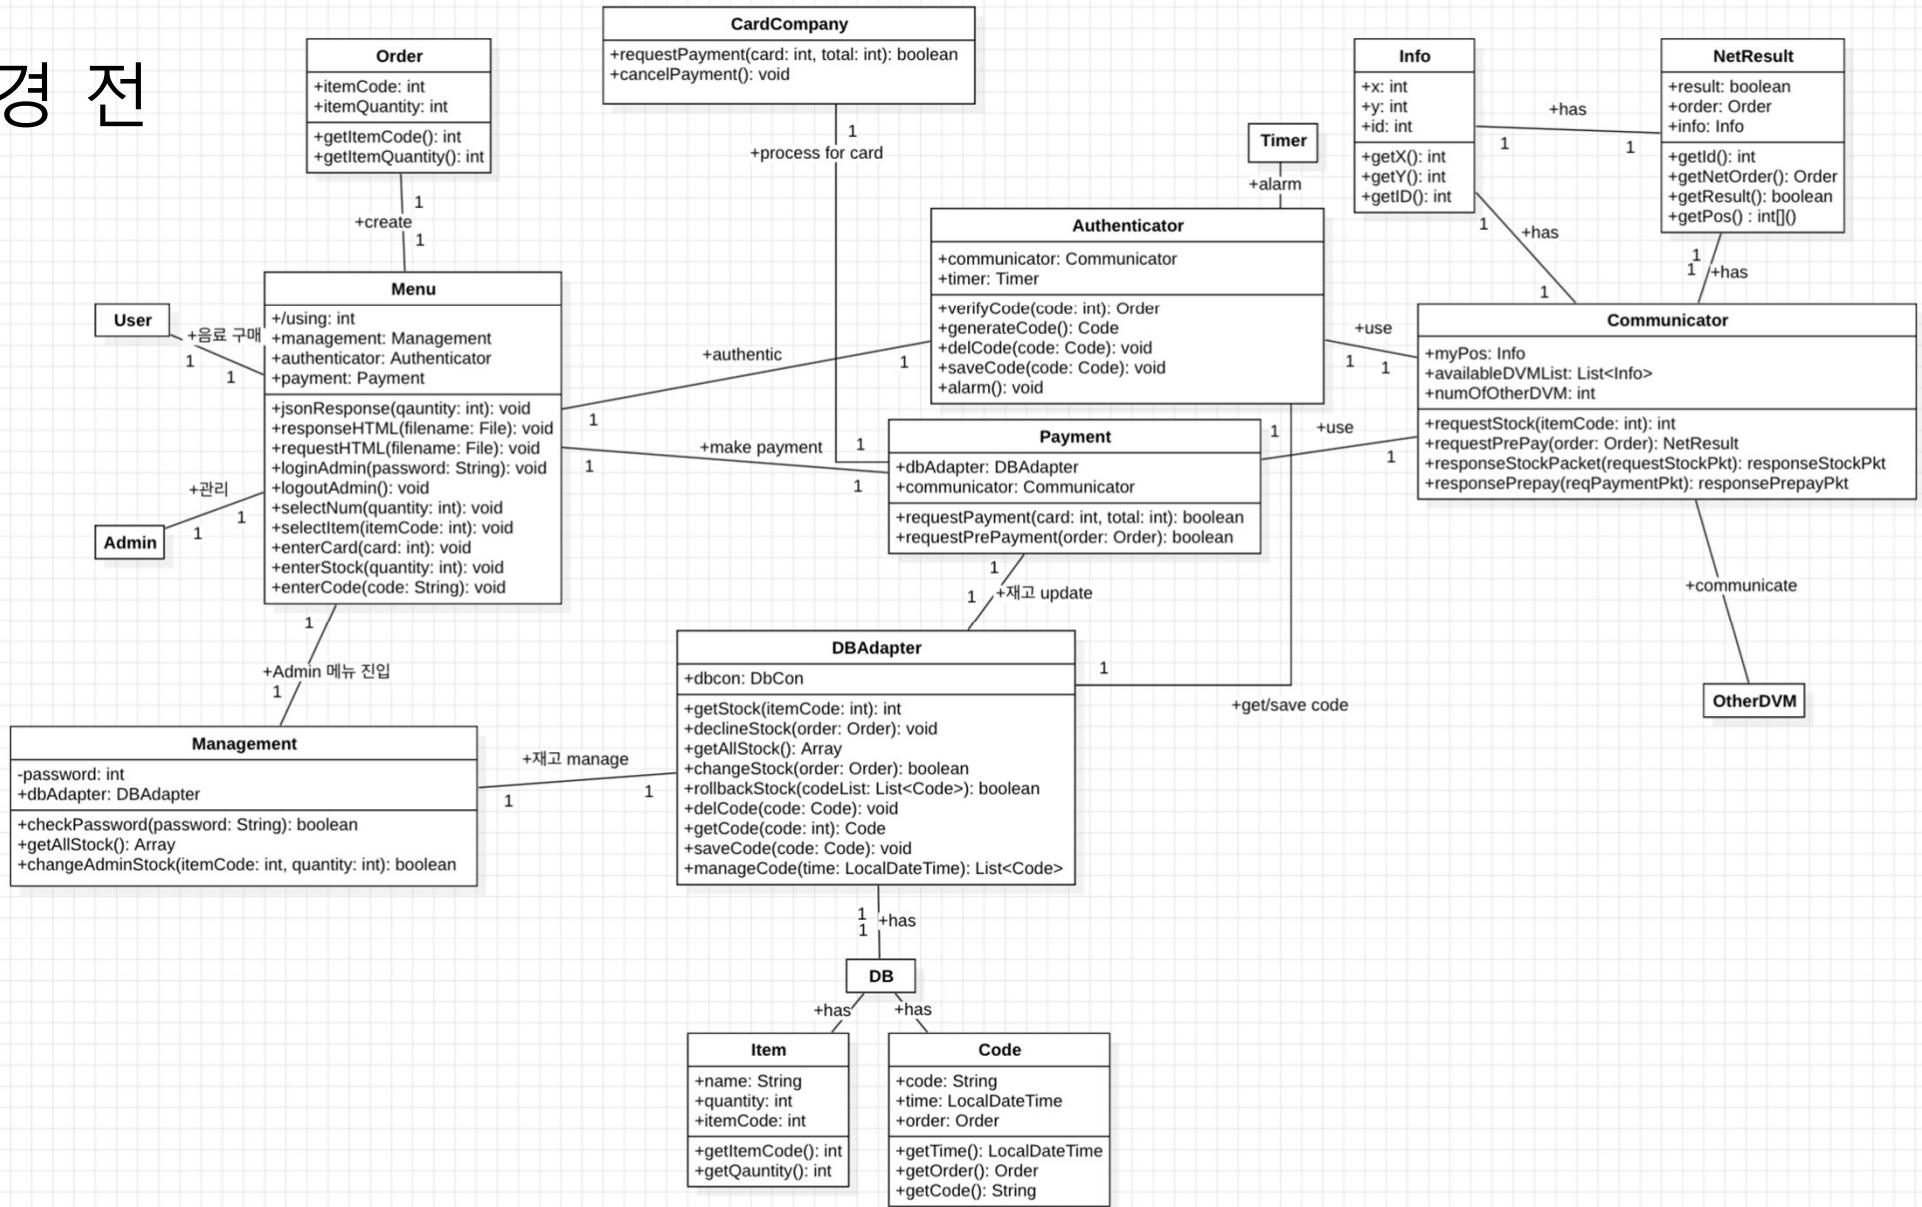 경 전
CardCompany
+requestPayment(card: int, total: int): boolean
+cancelPayment(): void
Order
+itemCode: int
+itemQuantity: int
+getItemCode(): int
+getItemQuantity(): int
1
+process for card
1
1
+create
1
Timer
+alarm
Info
+x: int
+y: int
+id: int
+getX(): int
+getY(): int
+getID(): int
+has
1
1
NetResult
+result: boolean
+order: Order
+info: Info
+getId(): int
+getNetOrder(): Order
+getResult(): boolean
+getPos() : int[]()
1
+has
1
1
1
+has
User
+음료 구매
1
1
Menu
+/using: int
+management: Management
+authenticator: Authenticator
+payment: Payment
+jsonResponse(qauntity: int): void
+responseHTML(filename: File): void
+requestHTML(filename: File): void
+loginAdmin(password: String): void
+logoutAdmin(): void
+selectNum(quantity: int): void
+selectItem(itemCode: int): void
+enterCard(card: int): void
+enterStock(quantity: int): void
+enterCode(code: String): void
+관리
1
1
Admin
+authentic
1
1
Authenticator
+communicator: Communicator
+timer: Timer
+verifyCode(code: int): Order
+generateCode(): Code
+delCode(code: Code): void
+saveCode(code: Code): void
+alarm(): void
+use
1
1
Communicator
+myPos: Info
+availableDVMList: List<Info>
+numOfOtherDVM: int
+requestStock(itemCode: int): int
+requestPrePay(order: Order): NetResult
+responseStockPacket(requestStockPkt): responseStockPkt
+responsePrepay(reqPaymentPkt): responsePrepayPkt
+make payment
1
1
Payment
+dbAdapter: DBAdapter
+communicator: Communicator
+requestPayment(card: int, total: int): boolean
+requestPrePayment(order: Order): boolean
1
+use
1
1
+재고 update
1
+communicate
OtherDVM
1
+Admin 메뉴 진입
1
Management
-password: int
+dbAdapter: DBAdapter
+checkPassword(password: String): boolean
+getAllStock(): Array
+changeAdminStock(itemCode: int, quantity: int): boolean
+재고 manage
1
1
DBAdapter
+dbcon: DbCon
+getStock(itemCode: int): int
+declineStock(order: Order): void
+getAllStock(): Array
+changeStock(order: Order): boolean
+rollbackStock(codeList: List<Code>): boolean
+delCode(code: Code): void
+getCode(code: int): Code
+saveCode(code: Code): void
+manageCode(time: LocalDateTime): List<Code>
1
+get/save code
1
+has
1
DB
+has
+has
Item
+name: String
+quantity: int
+itemCode: int
+getItemCode(): int
+getQauntity(): int
Code
+code: String
+time: LocalDateTime
+order: Order
+getTime(): LocalDateTime
+getOrder(): Order
+getCode(): String